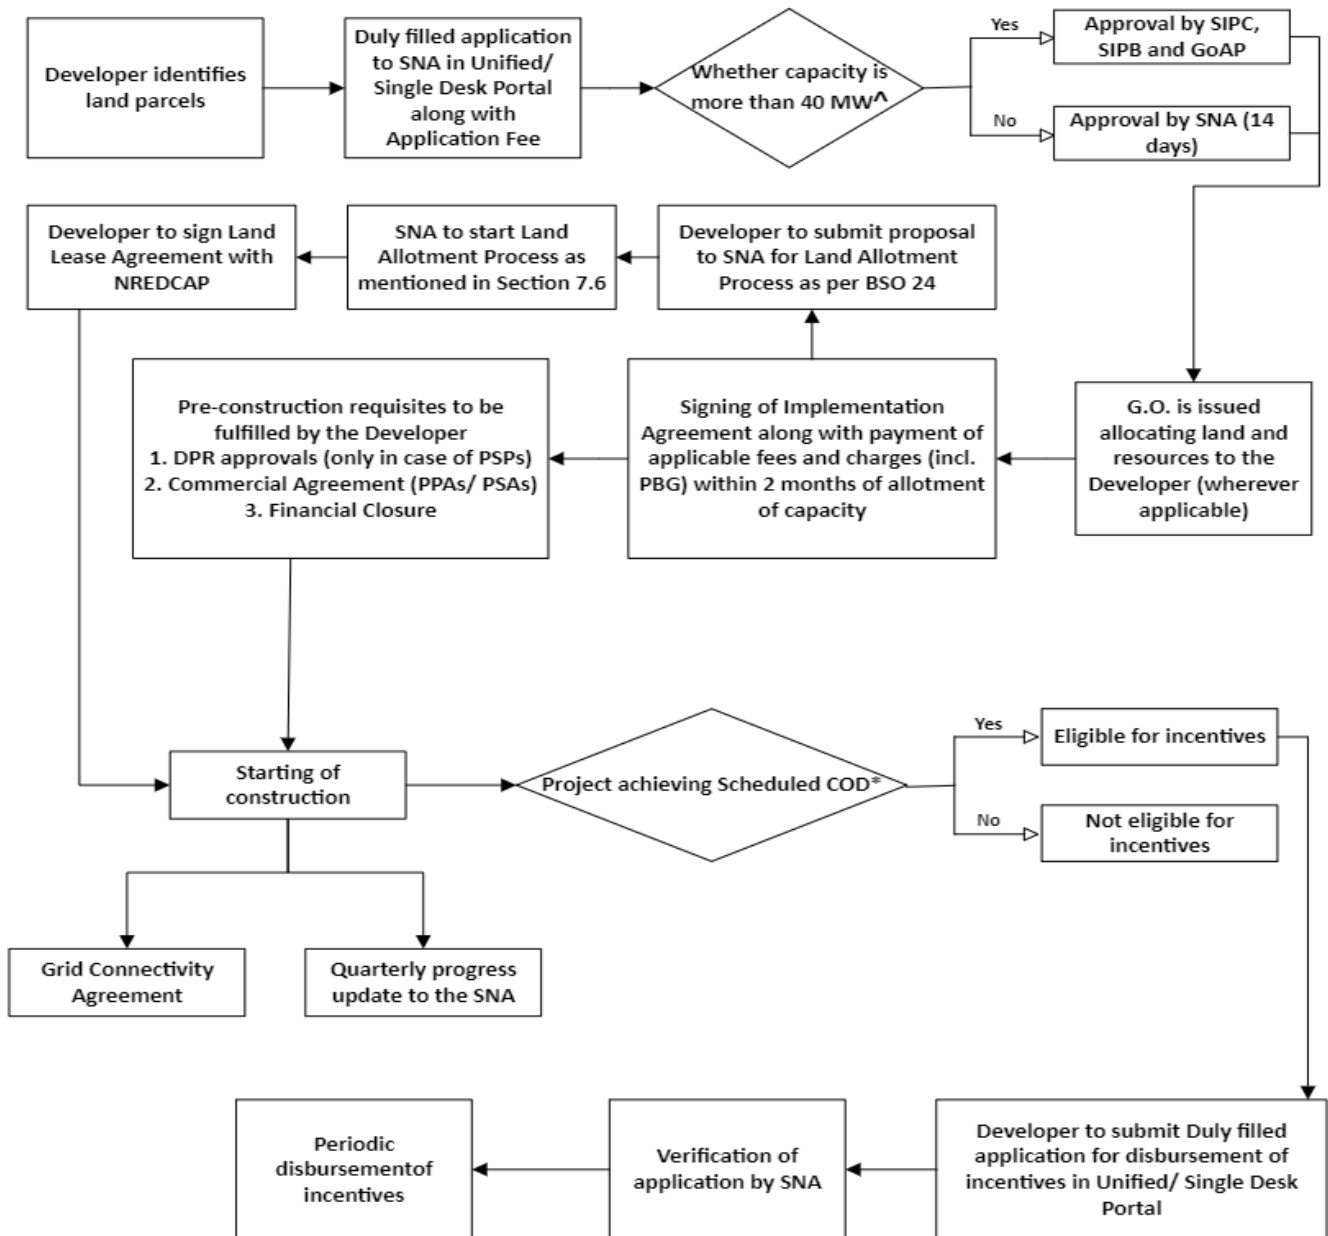 Developer identifies
land parcels
Duly filled application
to SNA in Unified/
Single Desk Portal
along with
Application Fee
Whether capacity is
more than 40 MW^
Yes
Approval by SIPC,
SIPB and GoAP
No
Approval by SNA (14
days)
Developer to sign Land
Lease Agreement with
NREDCAP
SNA to start Land
Allotment Process as
mentioned in Section 7.6
Developer to submit proposal
to SNA for Land Allotment
Process as per BSO 24
Pre-construction requisites to be
fulfilled by the Developer
1. DPR approvals (only in case of PSPs)
2. Commercial Agreement (PPAs/ PSAs)
3. Financial Closure
Signing of Implementation
Agreement along with payment of
applicable fees and charges (incl.
PBG) within 2 months of allotment
of capacity
G.O. is issued
allocating land and
resources to the
Developer (wherever
applicable)
Starting of
construction
Project achieving Scheduled COD*
Yes
Eligible for incentives
No
Not eligible for
incentives
Grid Connectivity
Agreement
Quarterly progress
update to the SNA
Periodic
disbursementof
incentives
Verification of
application by SNA
Developer to submit Duly filled
application for disbursement of
incentives in Unified/ Single Desk
Portal